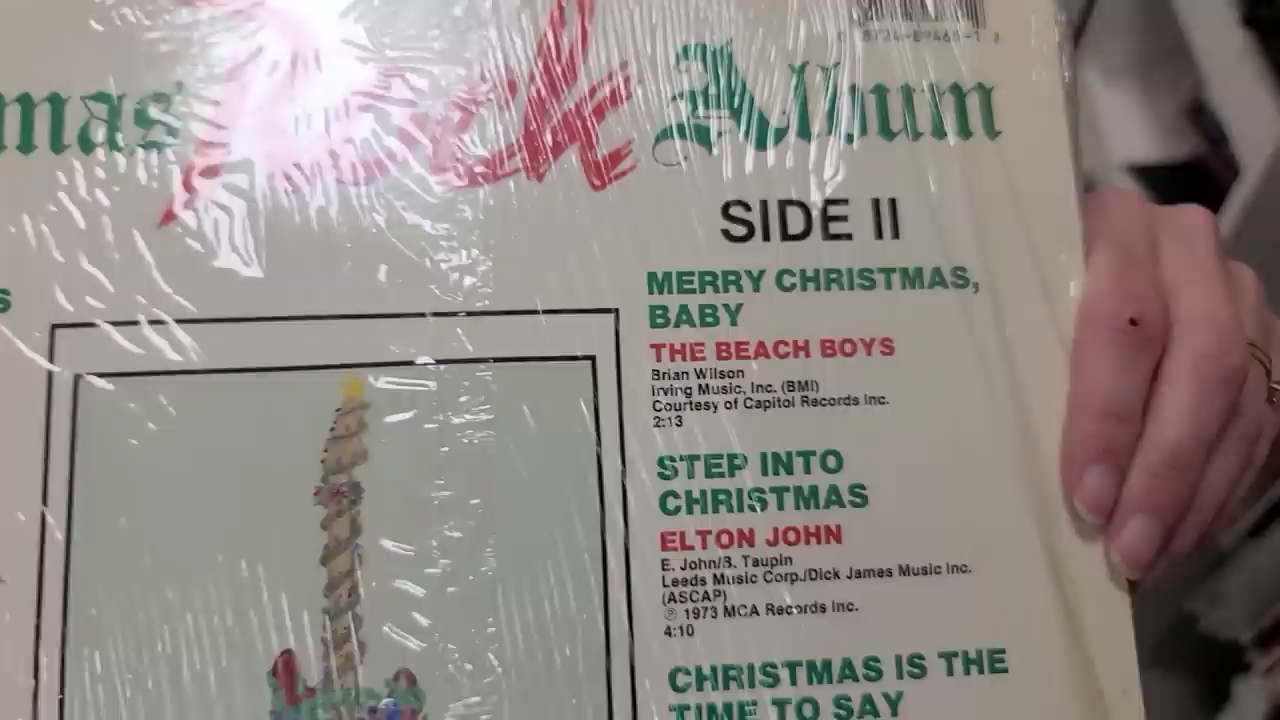 mas Rock Album
SIDE II
S
MERRY CHRISTMAS,
BABY
THE BEACH BOYS
Brian Wilson
Irving Music, Inc. (BMI)
Courtesy of Capitol Records Inc.
2:13
STEP INTO
CHRISTMAS
ELTON JOHN
E. John/B. Taupin
Leeds Music Corp./Dick James Music Inc.
(ASCAP)
℗ 1973 MCA Records Inc.
4:10
CHRISTMAS IS THE
TIME TO SAY